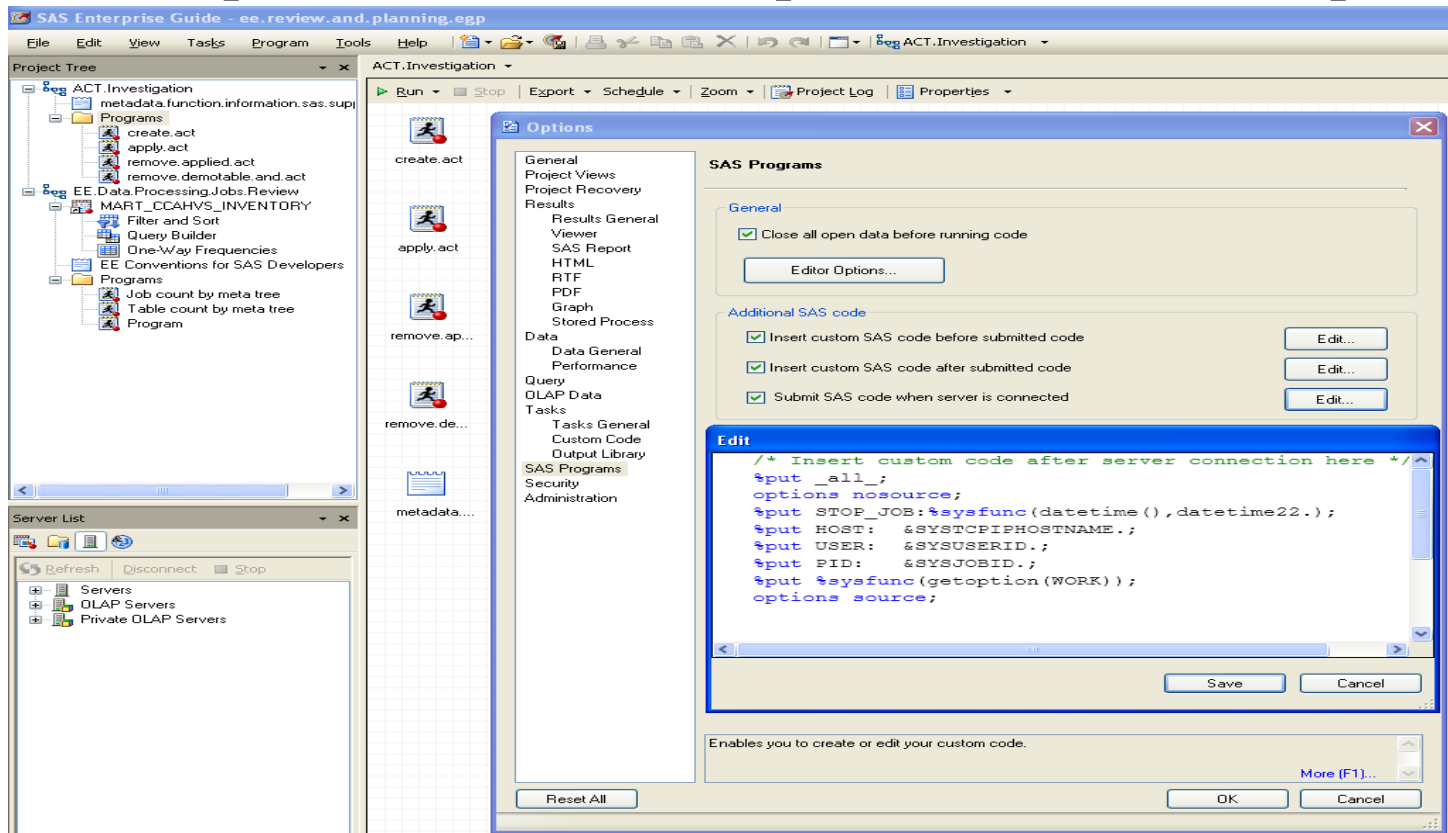 SAS Enterprise Guide - ee.review.and.planning.egp
File Edit View Tasks Program Tools Help ACT.Investigation
Project Tree
ACT.Investigation
metadata.function.information.sas.supp
Programs
create.act
apply.act
remove.applied.act
remove.demotable.and.act
EE.Data.Processing.Jobs.Review
MART_CCAHVS_INVENTORY
Filter and Sort
Query Builder
One-Way Frequencies
EE Conventions for SAS Developers
Programs
Job count by meta tree
Table count by meta tree
Program
Server List
Refresh Disconnect Stop
Servers
OLAP Servers
Private OLAP Servers
ACT.Investigation
Run Stop Export Schedule Zoom Project Log Properties
create.act
apply.act
remove.ap...
remove.de...
metadata....
Options
General
Project Views
Project Recovery
Results
Results General
Viewer
SAS Report
HTML
RTF
PDF
Graph
Stored Process
Data
Data General
Performance
Query
OLAP Data
Tasks
Tasks General
Custom Code
Output Library
SAS Programs
Security
Administration
SAS Programs
General
Close all open data before running code
Editor Options...
Additional SAS code
Insert custom SAS code before submitted code Edit...
Insert custom SAS code after submitted code Edit...
Submit SAS code when server is connected Edit...
Edit
/* Insert custom code after server connection here */
%put _all_;
options nosource;
%put STOP_JOB:%sysfunc(datetime(),datetime22.);
%put HOST: &SYSTCPIPHOSTNAME.;
%put USER: &SYSUSERID.;
%put PID: &SYSJOBID.;
%put %sysfunc(getoption(WORK));
options source;
Save Cancel
Enables you to create or edit your custom code.
More (F1)...
Reset All OK Cancel